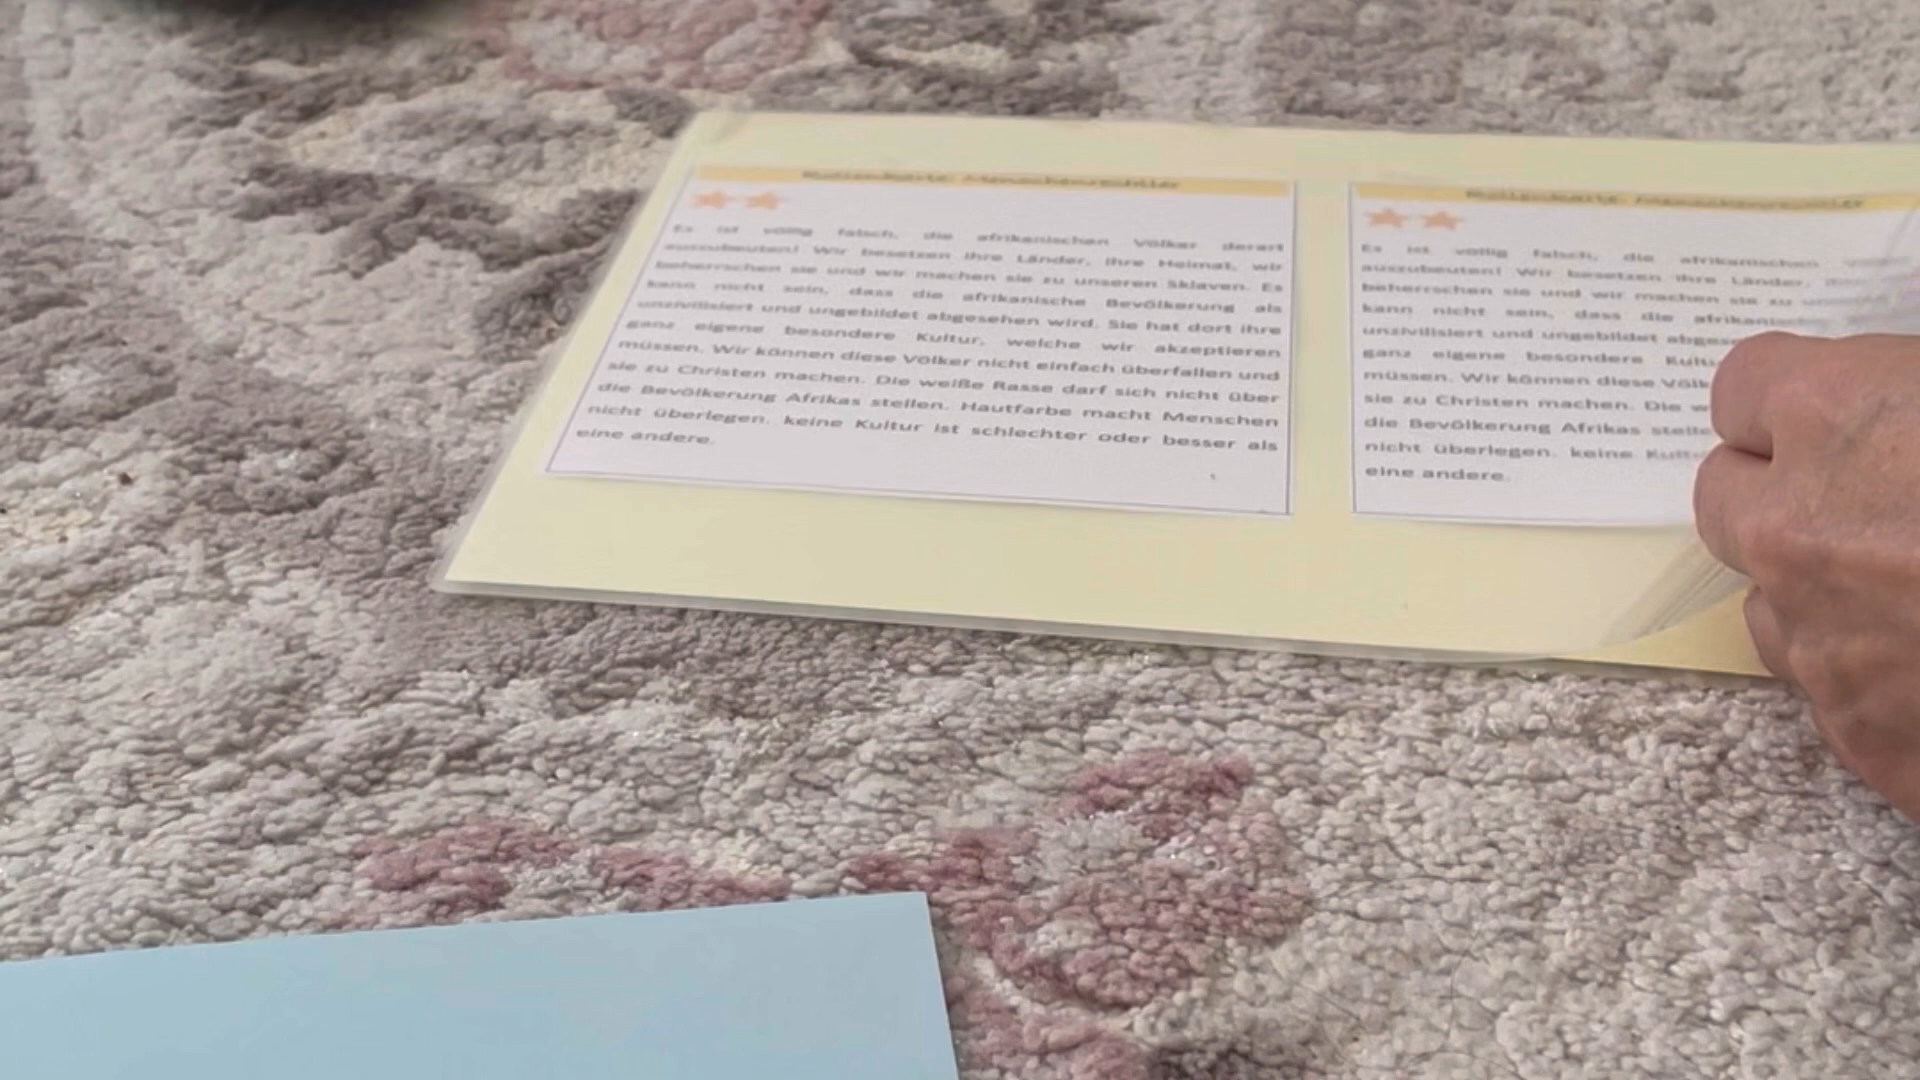 Rollenkarte: Menschenrechtler
Es ist völlig falsch, die afrikanischen Völker derart
auszubeuten! Wir besetzen ihre Länder, ihre Heimat, wir
beherrschen sie und wir machen sie zu unseren Sklaven. Es
kann nicht sein, dass die afrikanische Bevölkerung als
unzivilisiert und ungebildet abgesehen wird. Sie hat dort ihre
ganz eigene besondere Kultur, welche wir akzeptieren
müssen. Wir können diese Völker nicht einfach überfallen und
sie zu Christen machen. Die weiße Rasse darf sich nicht über
die Bevölkerung Afrikas stellen. Hautfarbe macht Menschen
nicht überlegen. keine Kultur ist schlechter oder besser als
eine andere.
Rollenkarte: Menschenrechtler
Es ist völlig falsch, die afrikanischen
auszubeuten! Wir besetzen ihre Länder,
beherrschen sie und wir machen sie zu
kann nicht sein, dass die
unzivilisiert und ungebildet
ganz eigene besondere
müssen. Wir können diese
sie zu Christen machen. Die
die Bevölkerung Afrikas
nicht überlegen. keine
eine andere.